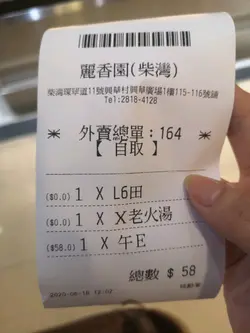 麗香園(柴灣)
柴灣環翠道11號興華村興華廣場1樓115-116號舖
Tel:2818-4128
外賣總單：164
【自取】
($0.0) 1 X L6田
($0.0) 1 X X老火湯
($58.0) 1 X 午E
總數 $ 58